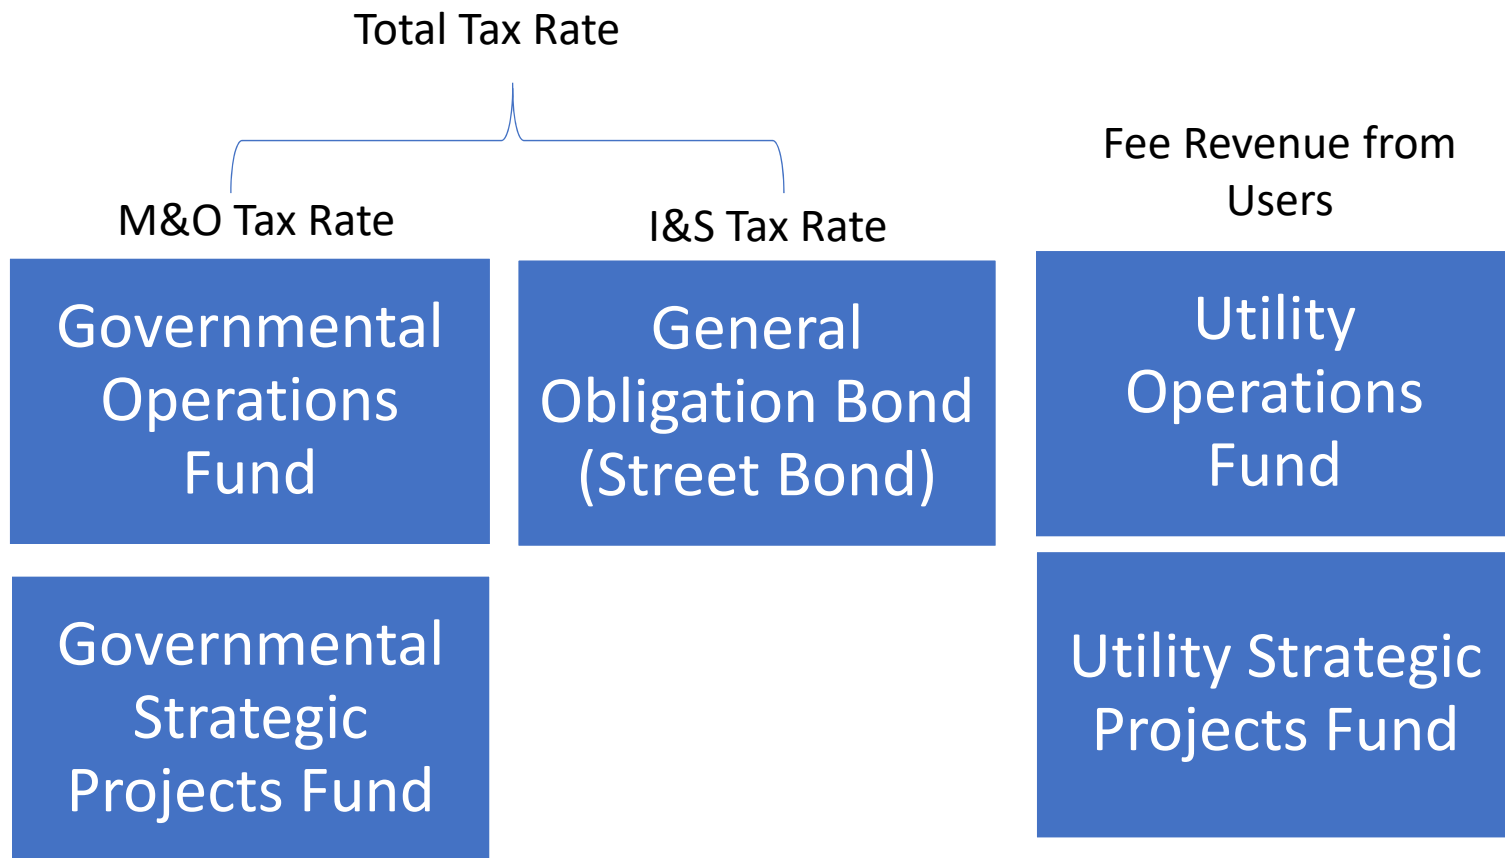 Total Tax Rate
M&O Tax Rate
I&S Tax Rate
Fee Revenue from
Users
Governmental
Operations
Fund
General
Obligation Bond
(Street Bond)
Utility
Operations
Fund
Governmental
Strategic
Projects Fund
Utility Strategic
Projects Fund